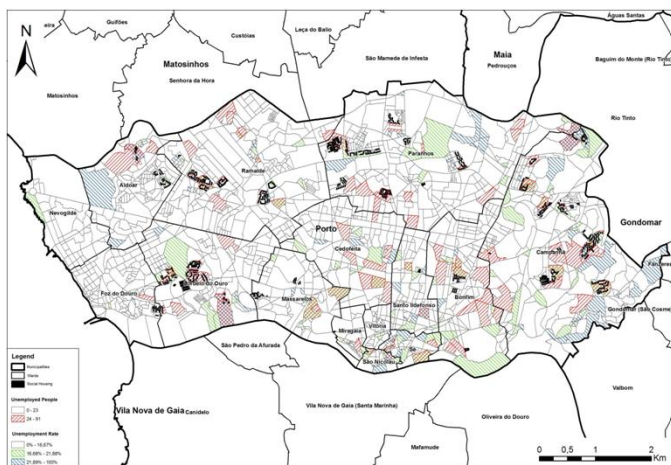 eira
Guifões
Custóias
Leça do Balio
Águas Santas
N
Matosinhos
Senhora da Hora
São Mamede de Infesta
Maia
Pedrouços
Baguim do Monte (Rio Tinto)
Matosinhos
Rio Tinto
Paranhos
Ramalde
Aldoar
Nevogilde
Porto
Gondomar
Cedofeita
Campanhã
Foz do Douro
Lordelo do Ouro
Massarelos
Santo Ildefonso
Bonfim
Gondomar (São Cosme)
Miragaia
Vitória
Sé
São Nicolau
São Pedro da Afurada
Valbom
Vila Nova de Gaia
Canidelo
Vila Nova de Gaia (Santa Marinha)
Oliveira do Douro
Mafamude
Legend
Municipalities
Wards
Social Housing
Unemployed People
0 - 23
24 - 91
Unemployment Rate
0% - 16,67%
16,68% - 21,88%
21,89% - 100%
0 0,5 1 2
Km